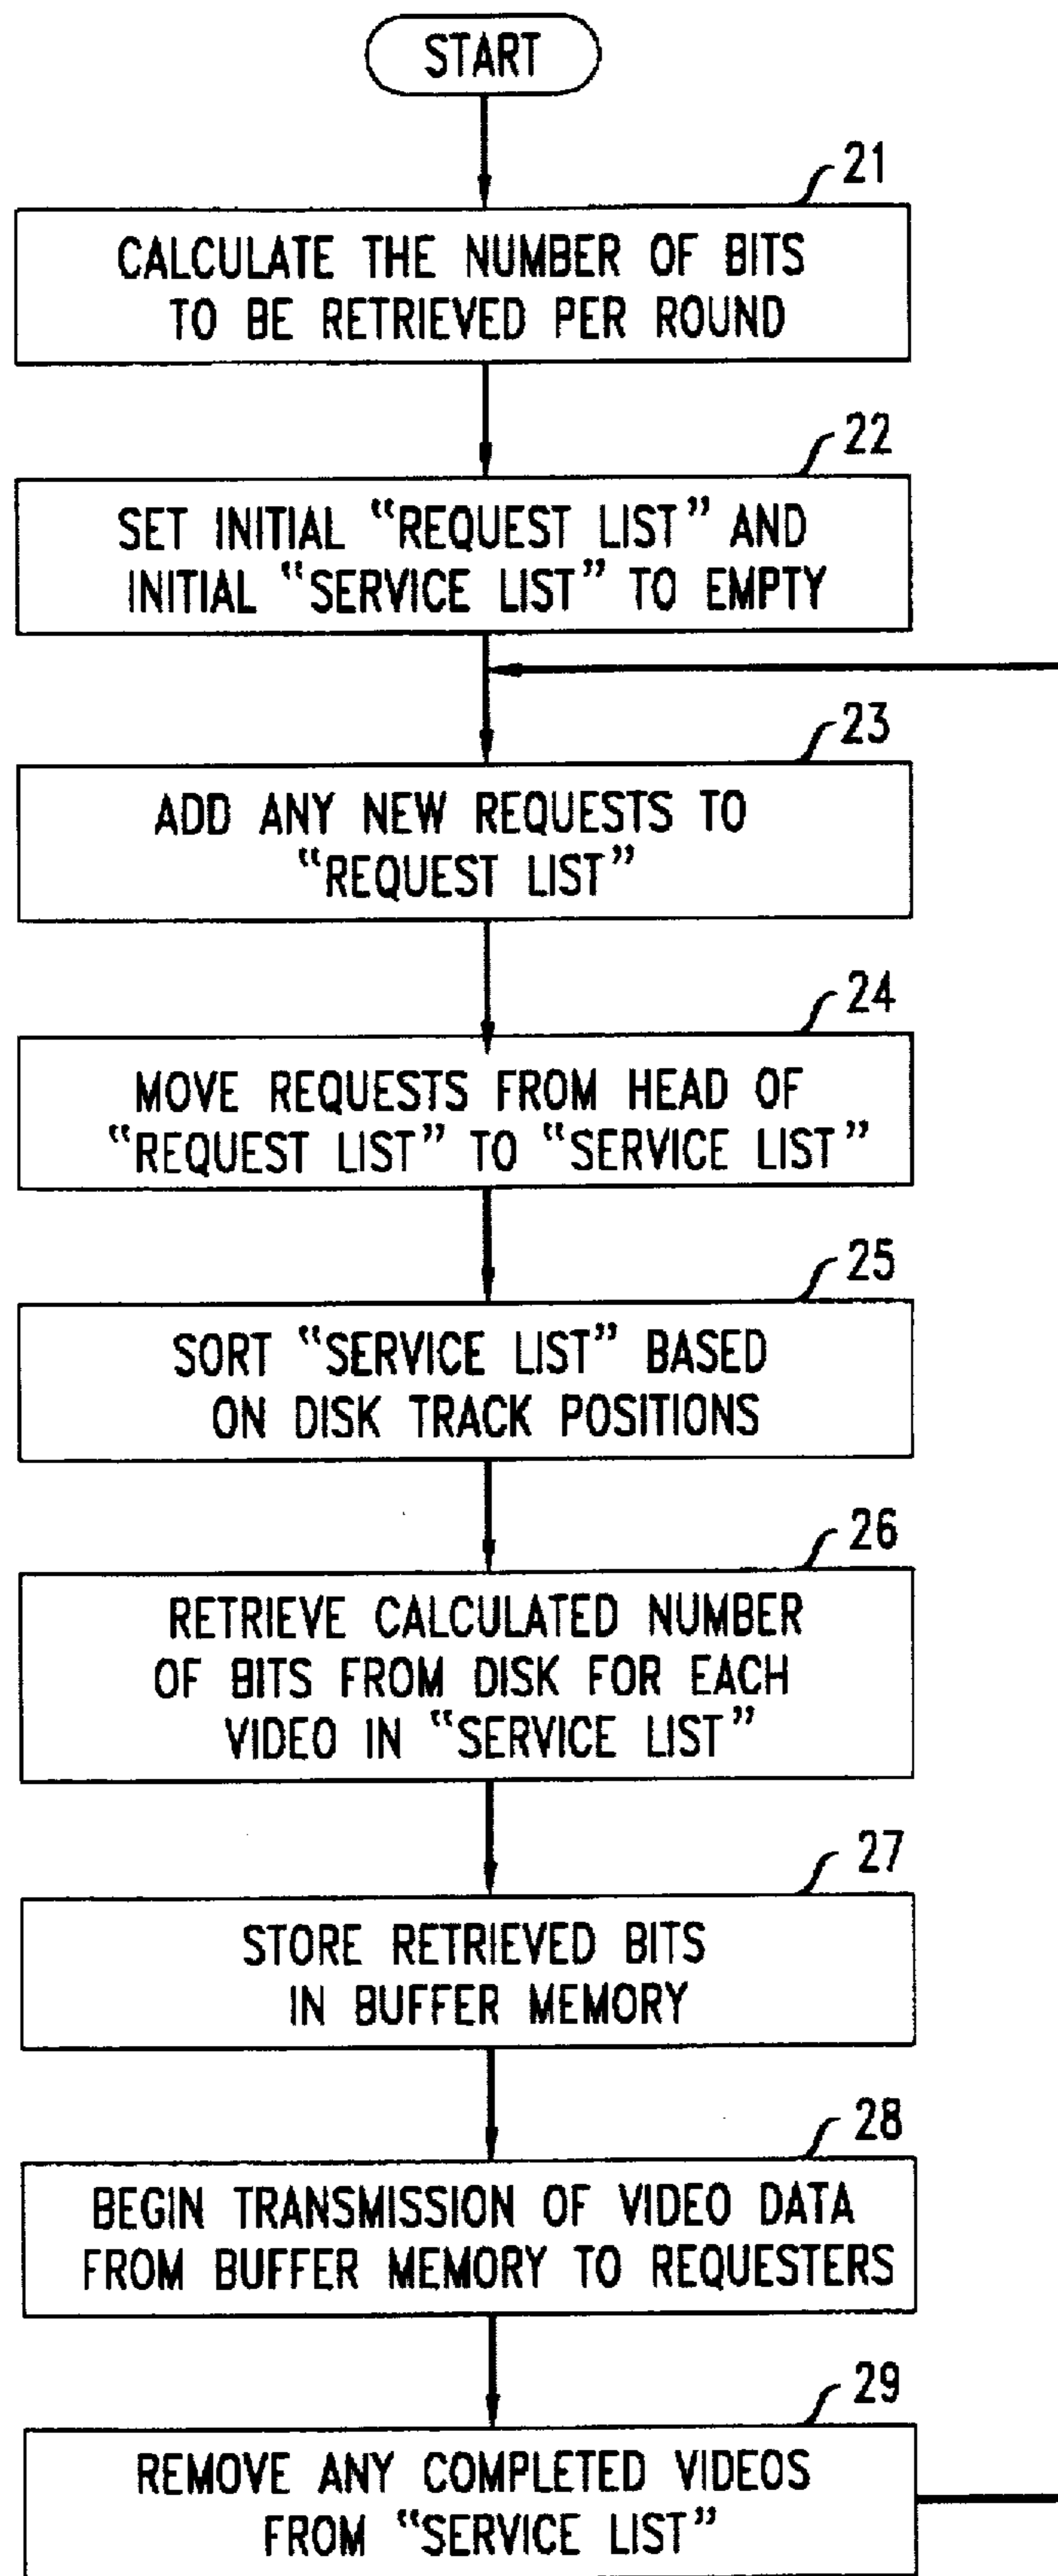 START
21
CALCULATE THE NUMBER OF BITS
TO BE RETRIEVED PER ROUND
22
SET INITIAL “REQUEST LIST” AND
INITIAL “SERVICE LIST” TO EMPTY
23
ADD ANY NEW REQUESTS TO
“REQUEST LIST”
24
MOVE REQUESTS FROM HEAD OF
“REQUEST LIST” TO “SERVICE LIST”
25
SORT “SERVICE LIST” BASED
ON DISK TRACK POSITIONS
26
RETRIEVE CALCULATED NUMBER
OF BITS FROM DISK FOR EACH
VIDEO IN “SERVICE LIST”
27
STORE RETRIEVED BITS
IN BUFFER MEMORY
28
BEGIN TRANSMISSION OF VIDEO DATA
FROM BUFFER MEMORY TO REQUESTERS
29
REMOVE ANY COMPLETED VIDEOS
FROM “SERVICE LIST”